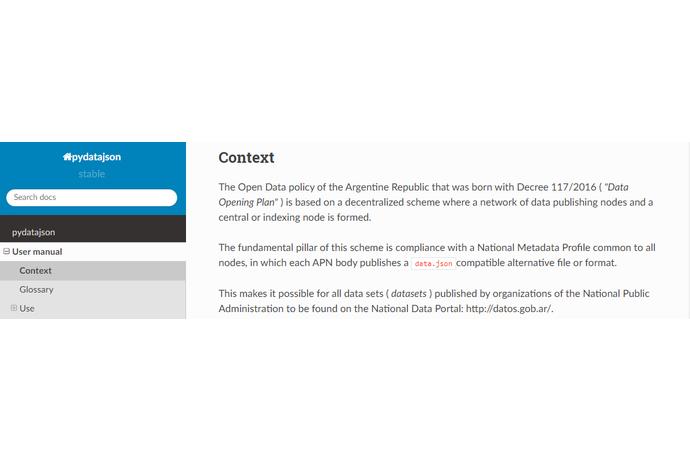 pydatajson
stable
Search docs
pydatajson
User manual
Context
Glossary
Use
Context
The Open Data policy of the Argentine Republic that was born with Decree 117/2016 ( "Data
Opening Plan" ) is based on a decentralized scheme where a network of data publishing nodes and a
central or indexing node is formed.
The fundamental pillar of this scheme is compliance with a National Metadata Profile common to all
nodes, in which each APN body publishes a data.json compatible alternative file or format.
This makes it possible for all data sets ( datasets ) published by organizations of the National Public
Administration to be found on the National Data Portal: http://datos.gob.ar/.